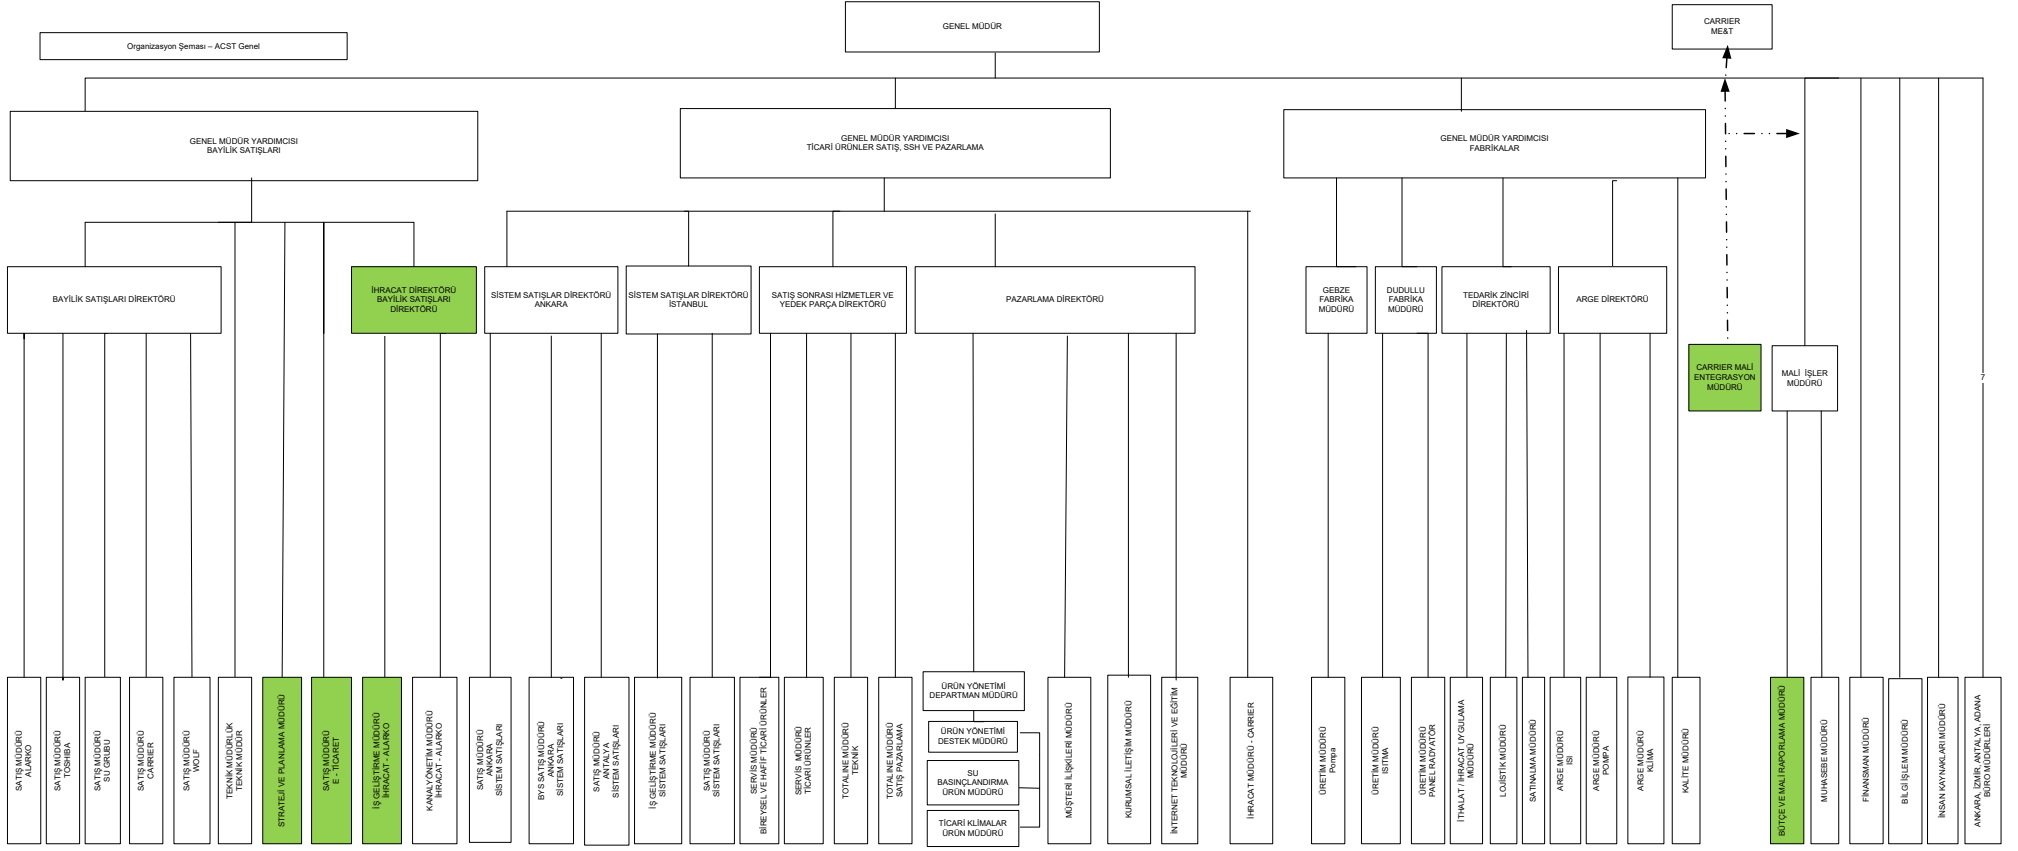 GENEL MÜDÜR
CARRIER
ME&T
Organizasyon Şeması – ACST Genel
GENEL MÜDÜR YARDIMCISI
BAYİLİK SATIŞLARI
GENEL MÜDÜR YARDIMCISI
TİCARİ ÜRÜNLER SATIŞ, SSH VE PAZARLAMA
GENEL MÜDÜR YARDIMCISI
FABRİKALAR
BAYİLİK SATIŞLARI DİREKTÖRÜ
İHRACAT DİREKTÖRÜ
BAYİLİK SATIŞLARI
DİREKTÖRÜ
SİSTEM SATIŞLAR DİREKTÖRÜ
ANKARA
SİSTEM SATIŞLAR DİREKTÖRÜ
İSTANBUL
SATIŞ SONRASI HİZMETLER VE
YEDEK PARÇA DİREKTÖRÜ
PAZARLAMA DİREKTÖRÜ
GEBZE
FABRİKA
MÜDÜRÜ
DUDULLU
FABRİKA
MÜDÜRÜ
TEDARİK ZİNCİRİ
DİREKTÖRÜ
ARGE DİREKTÖRÜ
CARRIER MALİ
ENTEGRASYON
MÜDÜRÜ
MALİ İŞLER
MÜDÜRÜ
7
SATIŞ MÜDÜRÜ
ALARKO
SATIŞ MÜDÜRÜ
TOSHIBA
SATIŞ MÜDÜRÜ
SU GRUBU
SATIŞ MÜDÜRÜ
CARRIER
SATIŞ MÜDÜRÜ
WOLF
TEKNİK MÜDÜRLÜK
TEKNİK MÜDÜR
STRATEJİ VE PLANLAMA MÜDÜRÜ
SATIŞ MÜDÜRÜ
E - TİCARET
İŞ GELİŞTİRME MÜDÜRÜ
İHRACAT - ALARKO
KANAL YÖNETİM MÜDÜRÜ
İHRACAT - ALARKO
SATIŞ MÜDÜRÜ
ANKARA
SİSTEM SATIŞLARI
BYS SATIŞ MÜDÜRÜ
ANKARA
SİSTEM SATIŞLARI
SATIŞ MÜDÜRÜ
ANTALYA
SİSTEM SATIŞLARI
İŞ GELİŞTİRME MÜDÜRÜ
SİSTEM SATIŞLARI
SATIŞ MÜDÜRÜ
SİSTEM SATIŞLARI
SERVİS MÜDÜRÜ
BİREYSEL VE HAFİF TİCARİ ÜRÜNLER
SERVİS MÜDÜRÜ
TİCARİ ÜRÜNLER
TOTALINE MÜDÜRÜ
TEKNİK
TOTALINE MÜDÜRÜ
SATIŞ PAZARLAMA
ÜRÜN YÖNETİMİ
DEPARTMAN MÜDÜRÜ
ÜRÜN YÖNETİMİ
DESTEK MÜDÜRÜ
SU
BASINÇLANDIRMA
ÜRÜN MÜDÜRÜ
TİCARİ KLİMALAR
ÜRÜN MÜDÜRÜ
MÜŞTERİ İLİŞKİLERİ MÜDÜRÜ
KURUMSAL İLETİŞİM MÜDÜRÜ
İNTERNET TEKNOLOJİLERİ VE EĞİTİM
MÜDÜRÜ
İHRACAT MÜDÜRÜ - CARRIER
ÜRETİM MÜDÜRÜ
Pompa
ÜRETİM MÜDÜRÜ
ISITMA
ÜRETİM MÜDÜRÜ
PANEL RADYATÖR
İTHALAT / İHRACAT UYGULAMA
MÜDÜRÜ
LOJİSTİK MÜDÜRÜ
SATINALMA MÜDÜRÜ
ARGE MÜDÜRÜ
ISI
ARGE MÜDÜRÜ
POMPA
ARGE MÜDÜRÜ
KLİMA
KALİTE MÜDÜRÜ
BÜTÇE VE MALİ RAPORLAMA MÜDÜRÜ
MUHASEBE MÜDÜRÜ
FİNANSMAN MÜDÜRÜ
BİLGİ İŞLEM MÜDÜRÜ
İNSAN KAYNAKLARI MÜDÜRÜ
ANKARA, İZMİR, ANTALYA, ADANA
BÜRO MÜDÜRLERİ